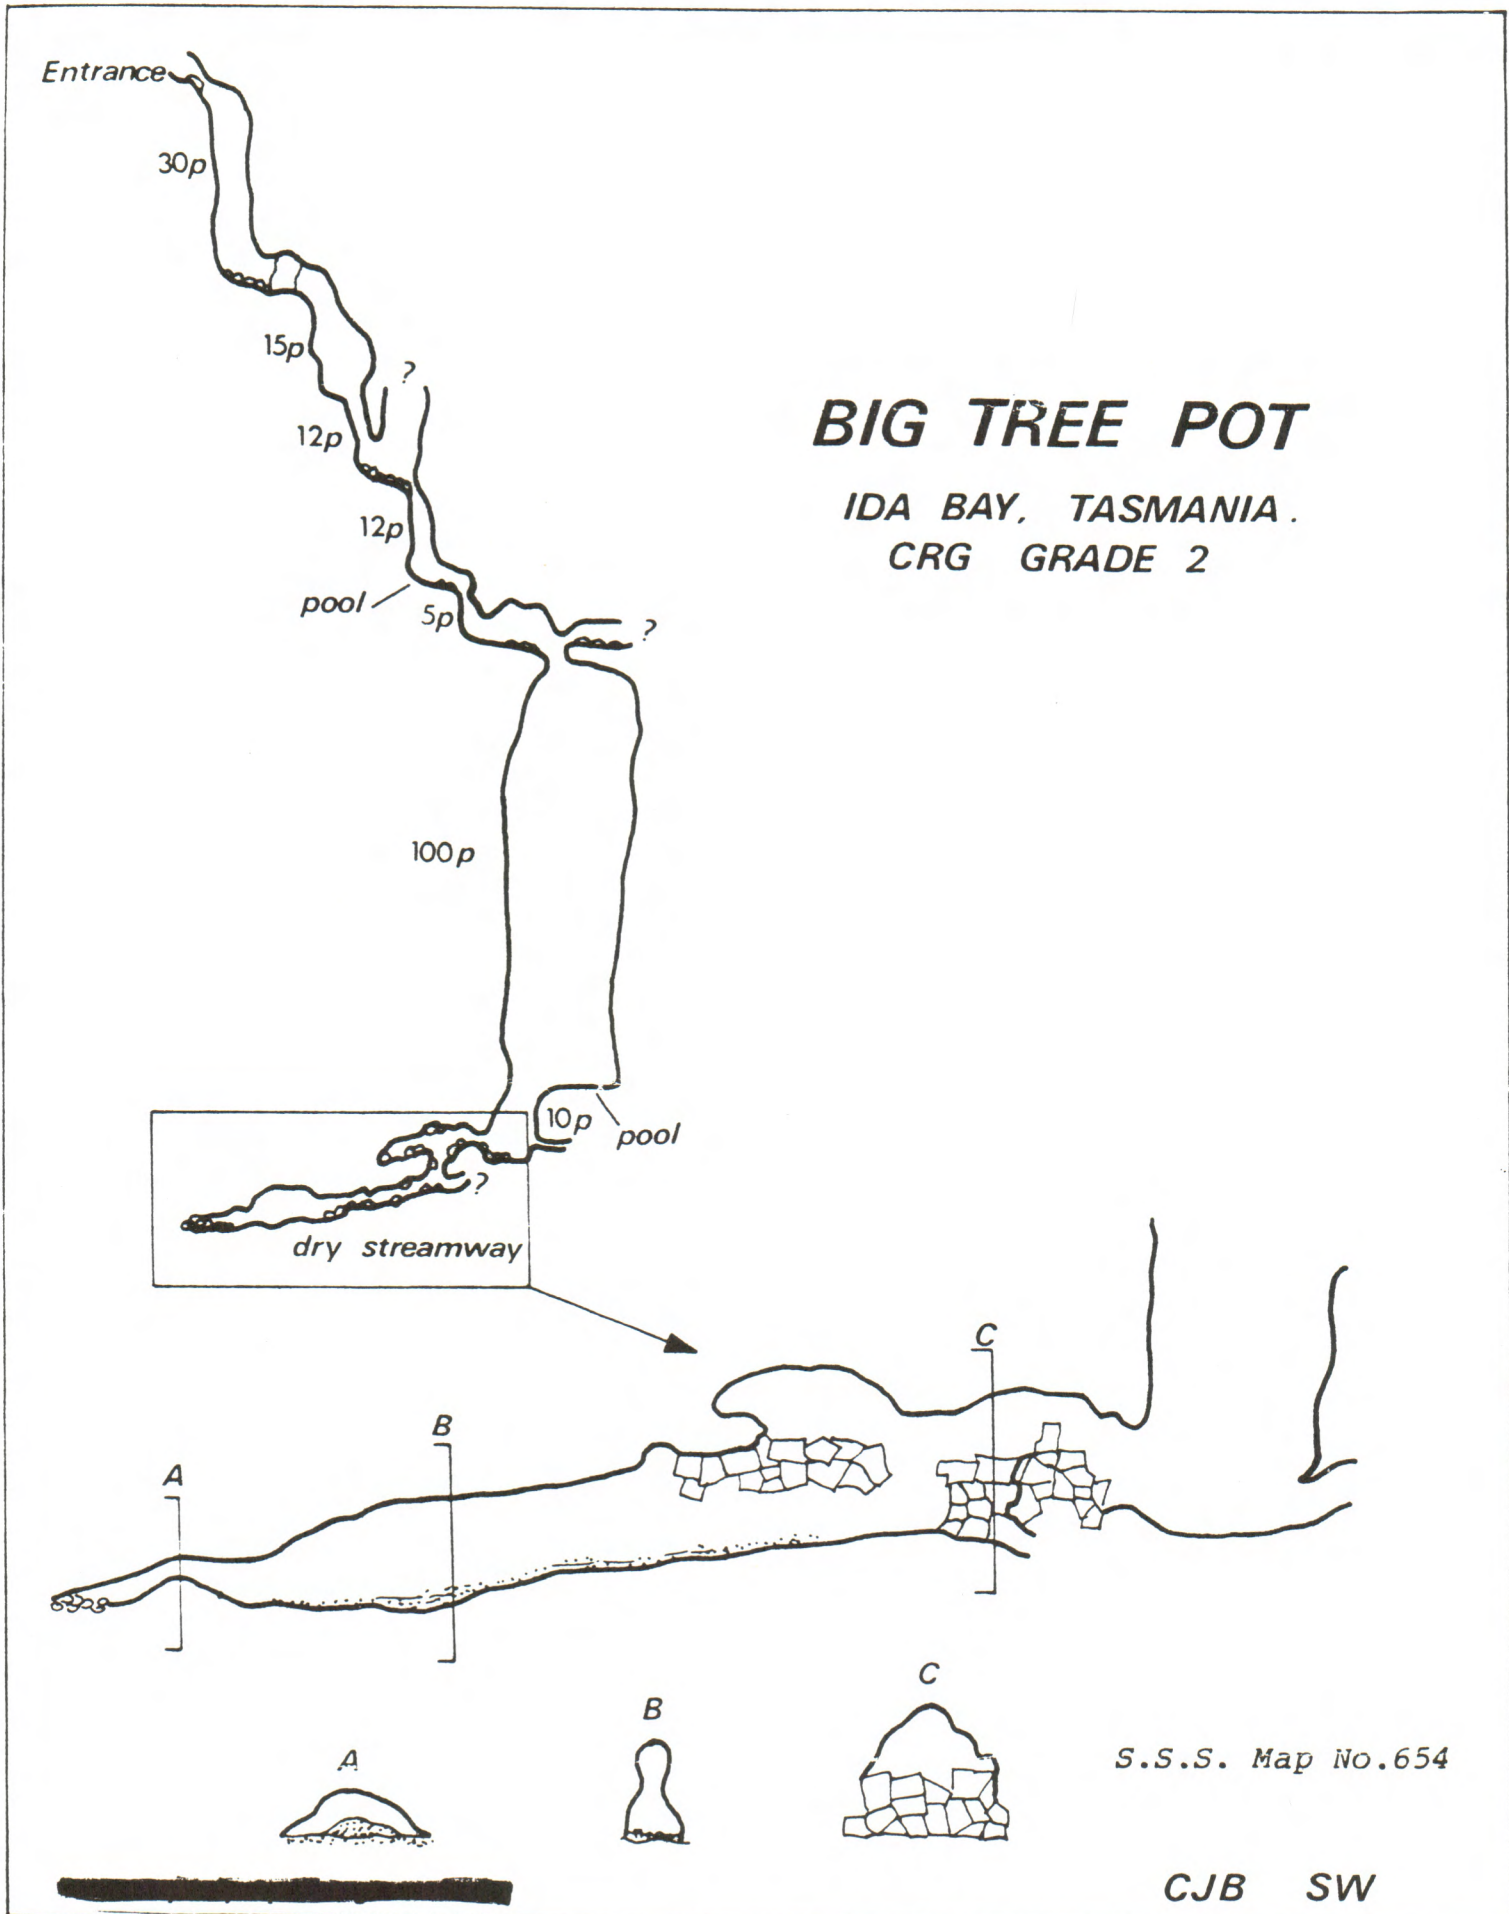 Entrance
30p
15p
?
12p
BIG TREE POT
IDA BAY, TASMANIA.
CRG GRADE 2
12p
pool
5p
?
100p
10p
pool
?
dry streamway
C
B
A
C
B
A
S.S.S. Map No.654
CJB SW